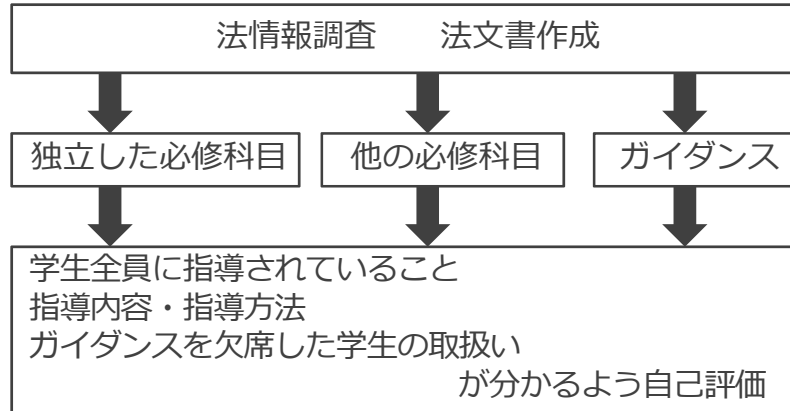 法情報調査　　法文書作成
独立した必修科目
他の必修科目
ガイダンス
学生全員に指導されていること
指導内容・指導方法
ガイダンスを欠席した学生の取扱い
が分かるよう自己評価